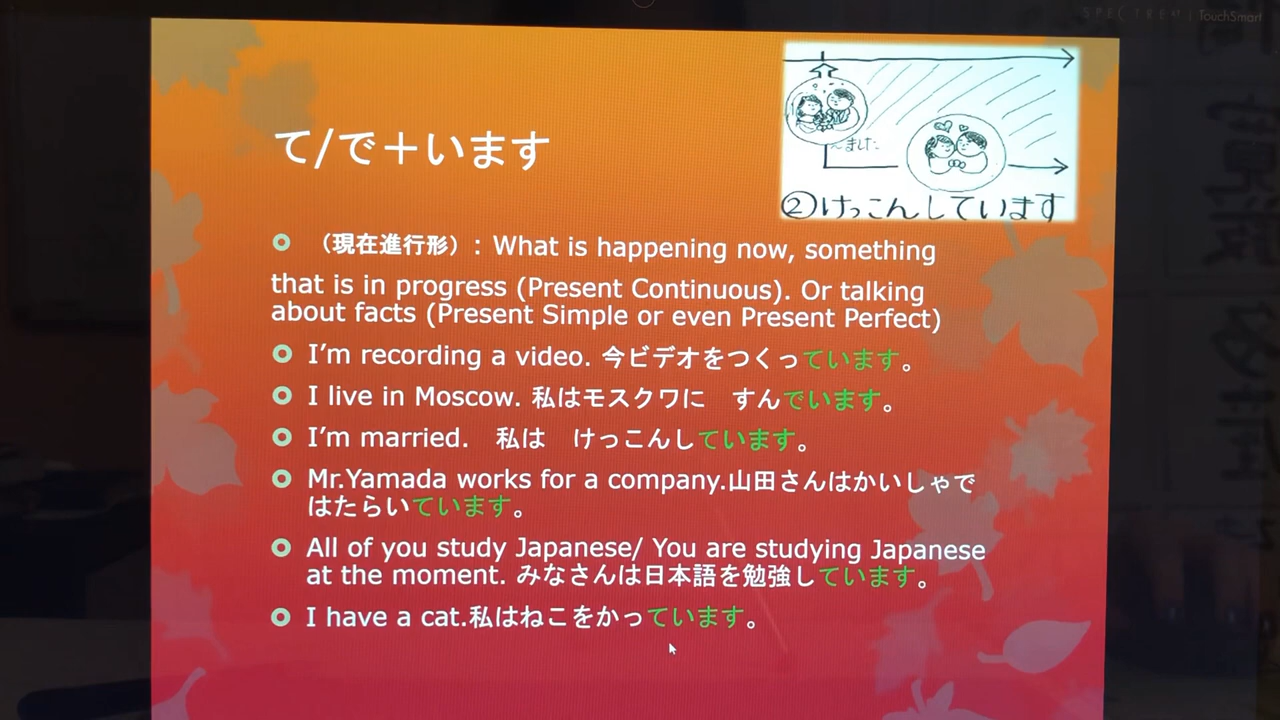 SPECTRE X TouchSmart
て/で＋います
んました
②けっこんしています
（現在進行形）: What is happening now, something
that is in progress (Present Continuous). Or talking
about facts (Present Simple or even Present Perfect)
I’m recording a video. 今ビデオをつくっています。
I live in Moscow. 私はモスクワに　すんでいます。
I’m married.　私は　けっこんしています。
Mr.Yamada works for a company.山田さんはかいしゃで
はたらいています。
All of you study Japanese/ You are studying Japanese
at the moment. みなさんは日本語を勉強しています。
I have a cat.私はねこをかっています。